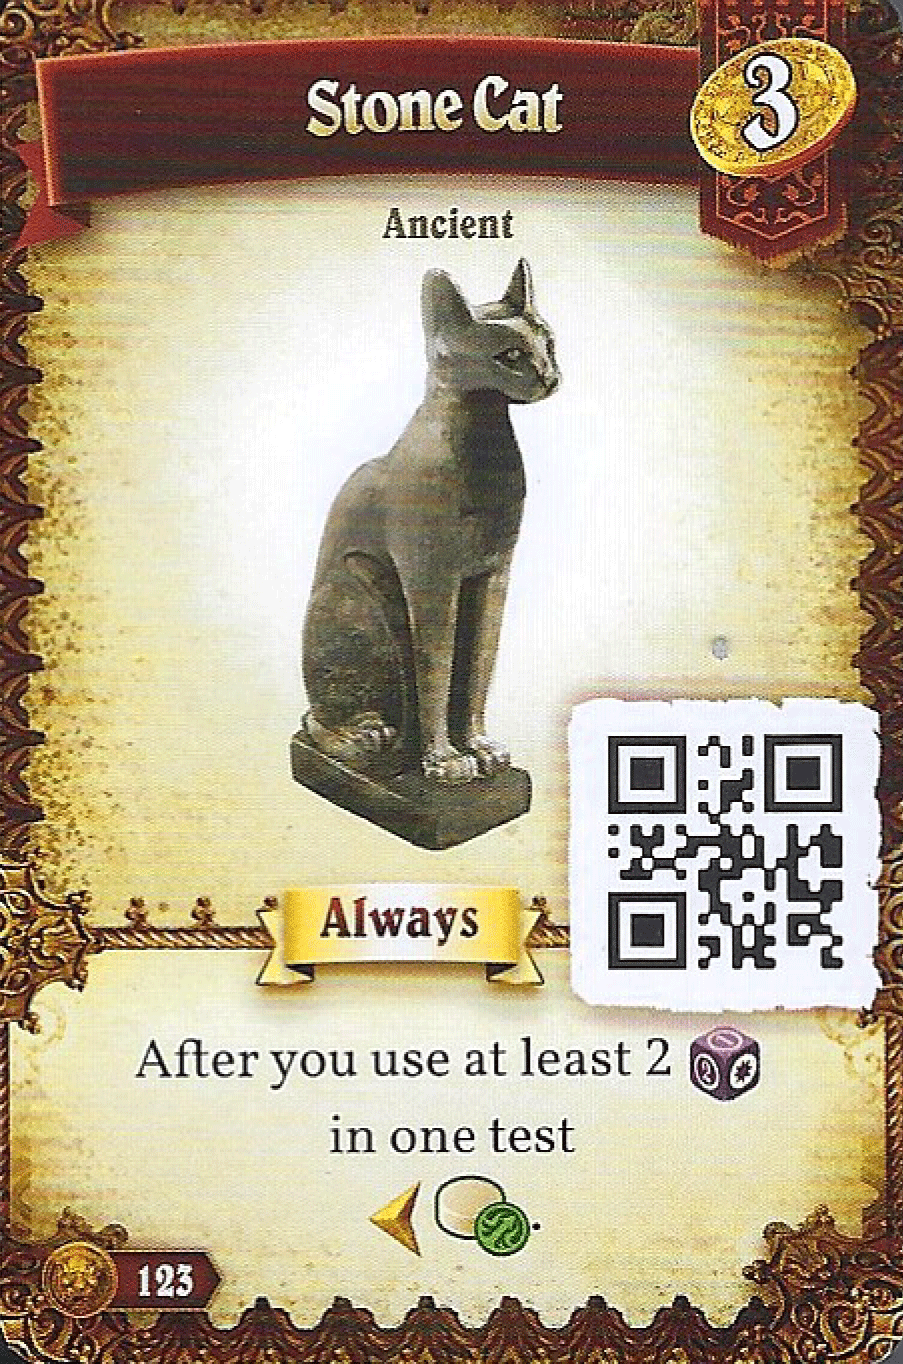 Stone Cat
3
Ancient
Always
After you use at least 2
in one test
123